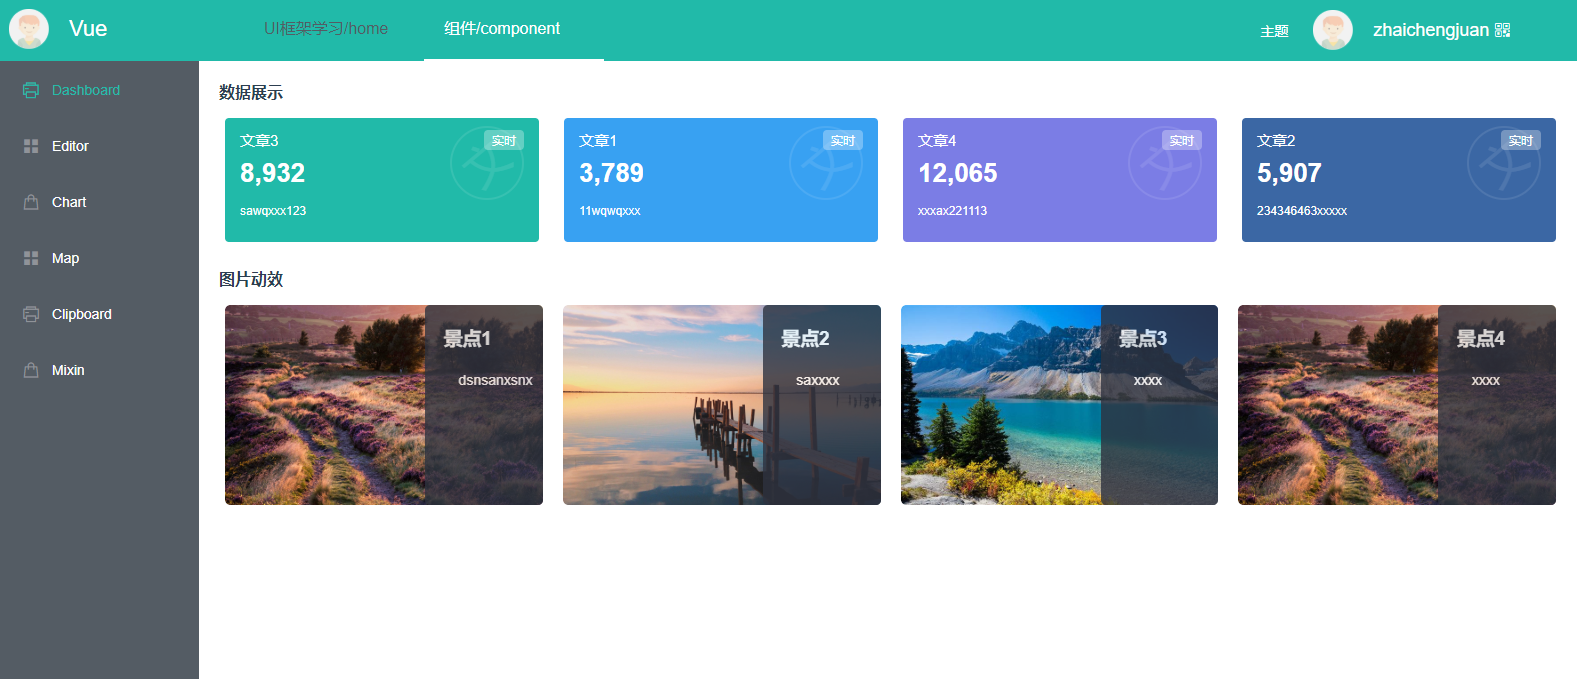 Vue
UI框架学习/home
组件/component
主题
zhaichengjuan
Dashboard
Editor
Chart
Map
Clipboard
Mixin
数据展示
文章3
实时
8,932
sawqxxx123
文章1
实时
3,789
11wqwqxxx
文章4
实时
12,065
xxxax221113
文章2
实时
5,907
234346463xxxxx
图片动效
景点1
dsnsanxsnx
景点2
saxxxx
景点3
xxxx
景点4
xxxx